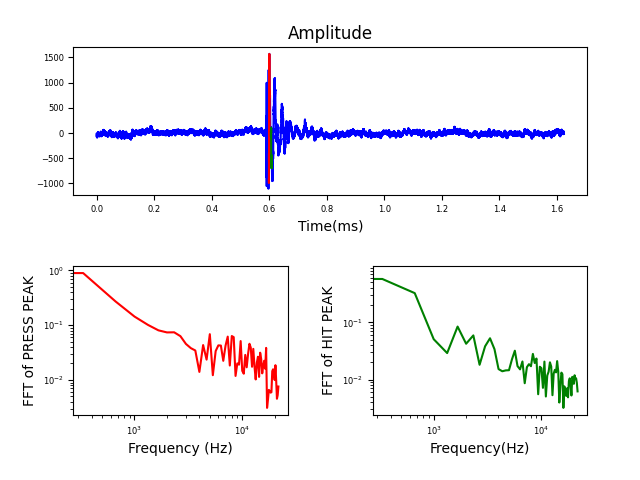 Amplitude
1500
1000
500
0
−500
−1000
0.0 0.2 0.4 0.6 0.8 1.0 1.2 1.4 1.6
Time(ms)
FFT of PRESS PEAK
10⁰
10⁻¹
10⁻²
10³ 10⁴
Frequency (Hz)
FFT of HIT PEAK
10⁻¹
10⁻²
10³ 10⁴
Frequency(Hz)